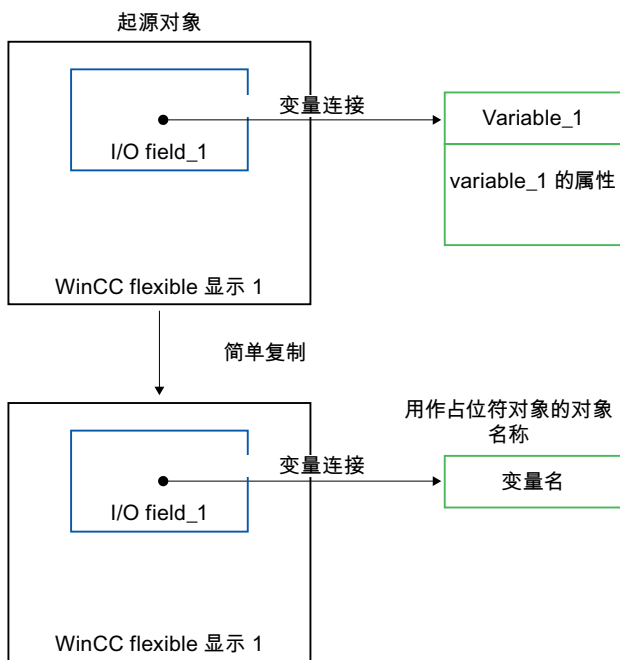 起源对象
变量连接
Variable_1
I/O field_1
variable_1 的属性
WinCC flexible 显示 1
简单复制
用作占位符对象的对象
名称
变量连接
变量名
I/O field_1
WinCC flexible 显示 1